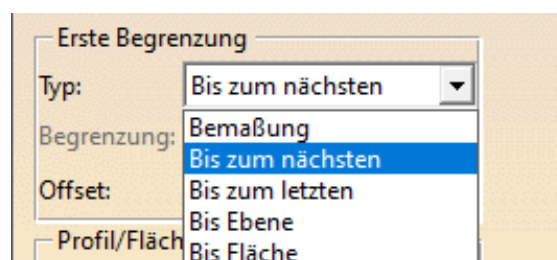 Erste Begrenzung
Typ: Bis zum nächsten
Begrenzung: Bemaßung
Bis zum nächsten
Offset: Bis zum letzten
Bis Ebene
Profil/Fläch Bis Fläche